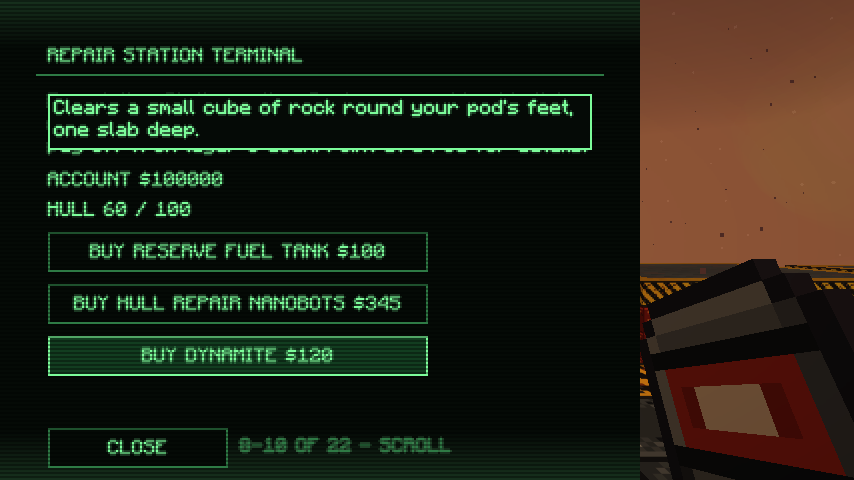 REPAIR STATION TERMINAL
Clears a small cube of rock round your pod's feet,
one slab deep.
ACCOUNT $100000
HULL 60 / 100
BUY RESERVE FUEL TANK $100
BUY HULL REPAIR NANOBOTS $345
BUY DYNAMITE $120
CLOSE
8-10 OF 22 - SCROLL